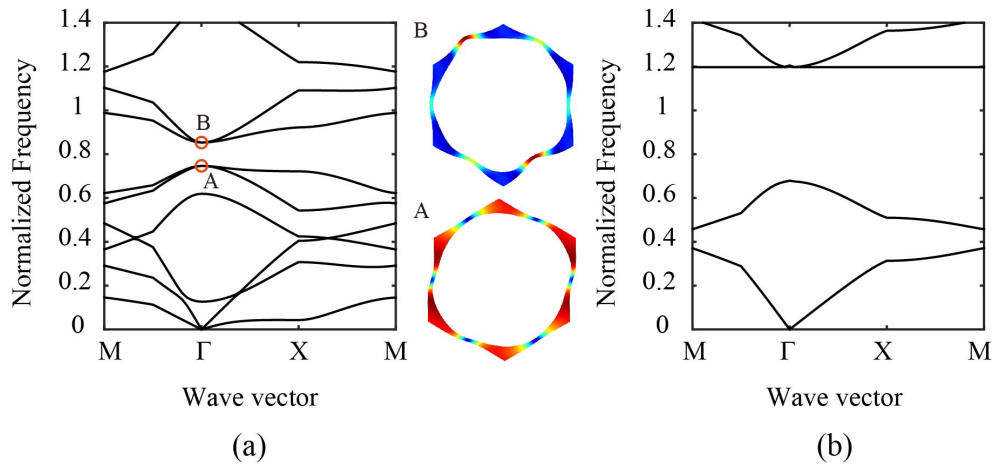 1.4
1.2
1
0.8
0.6
0.4
0.2
0
Normalized Frequency
B
A
M Γ X M
Wave vector
(a)
B
A
1.4
1.2
1
0.8
0.6
0.4
0.2
0
Normalized Frequency
M Γ X M
Wave vector
(b)